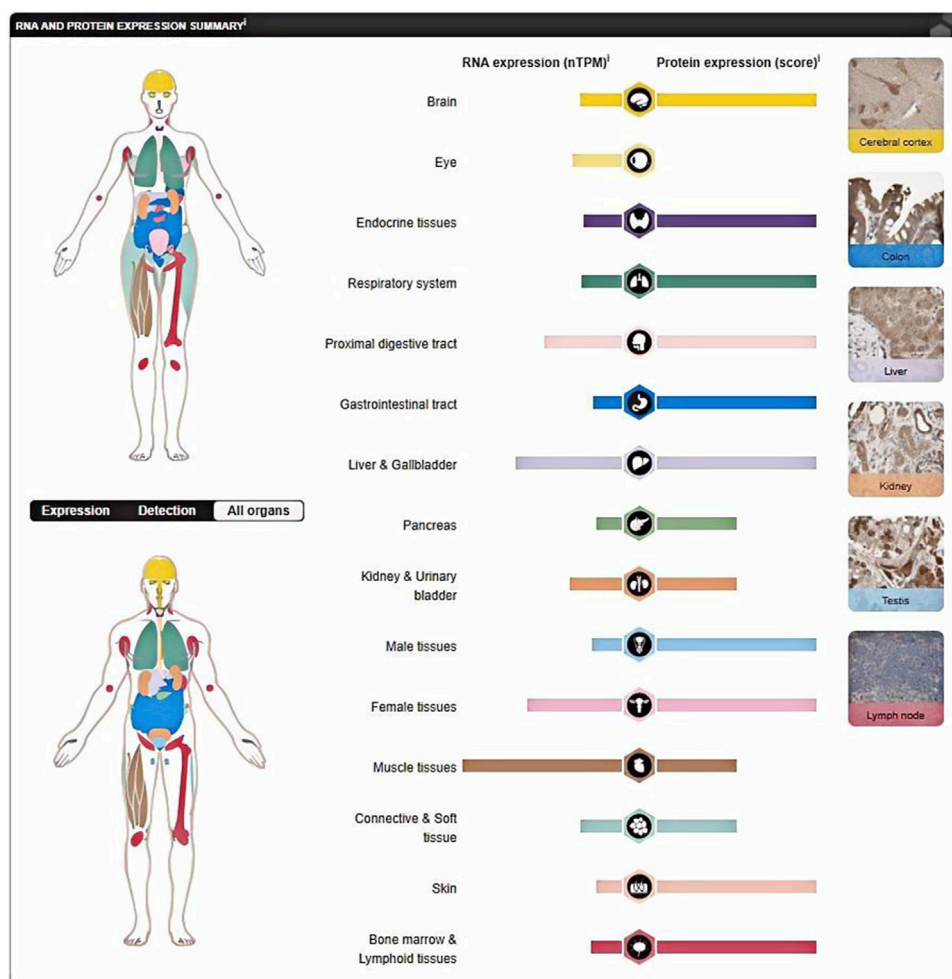 RNA AND PROTEIN EXPRESSION SUMMARYⁱ
RNA expression (nTPM)ⁱ
Protein expression (score)ⁱ
Brain
Eye
Endocrine tissues
Respiratory system
Proximal digestive tract
Gastrointestinal tract
Liver & Gallbladder
Pancreas
Kidney & Urinary
bladder
Male tissues
Female tissues
Muscle tissues
Connective & Soft
tissue
Skin
Bone marrow &
Lymphoid tissues
Expression Detection All organs
Cerebral cortex
Colon
Liver
Kidney
Testis
Lymph node